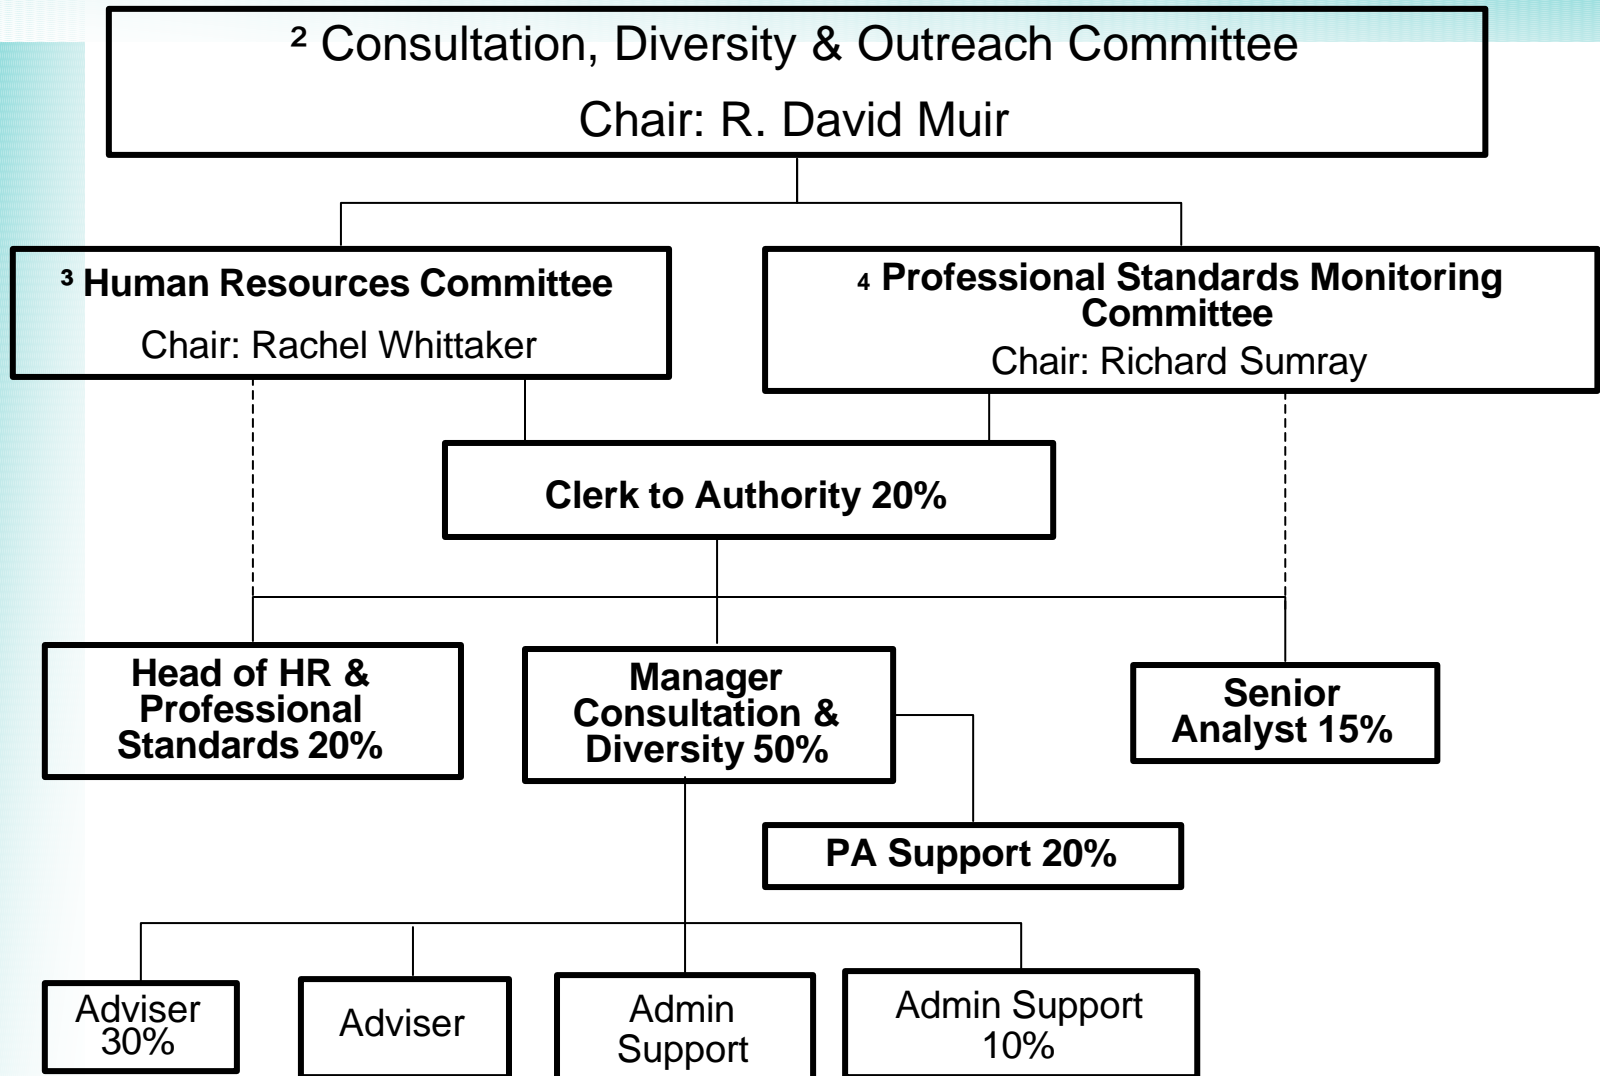 ² Consultation, Diversity & Outreach Committee
Chair: R. David Muir
³ Human Resources Committee
Chair: Rachel Whittaker
4 Professional Standards Monitoring
Committee
Chair: Richard Sumray
Clerk to Authority 20%
Head of HR &
Professional
Standards 20%
Manager
Consultation &
Diversity 50%
Senior
Analyst 15%
PA Support 20%
Adviser
30%
Adviser
Admin
Support
Admin Support
10%